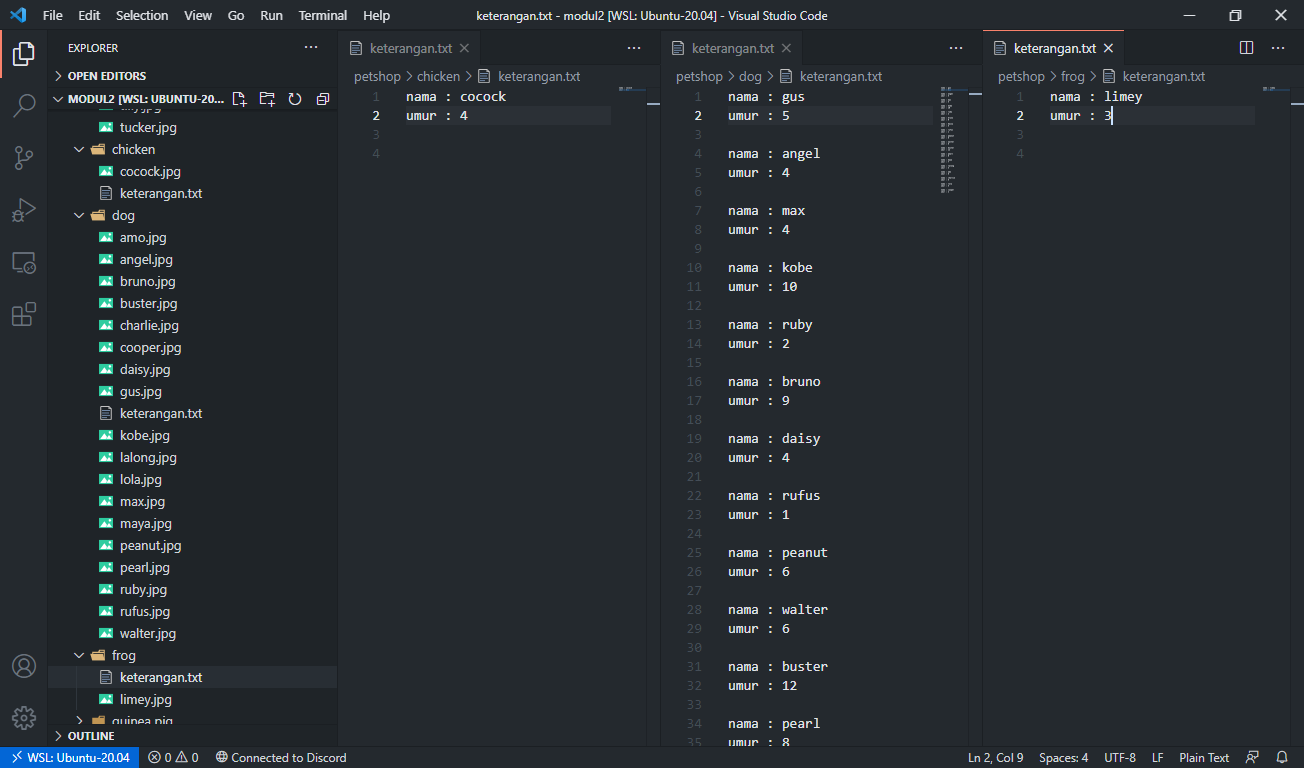 File Edit Selection View Go Run Terminal Help
keterangan.txt - modul2 [WSL: Ubuntu-20.04] - Visual Studio Code
EXPLORER
OPEN EDITORS
MODUL2 [WSL: UBUNTU-20...
tucker.jpg
chicken
cocock.jpg
keterangan.txt
dog
amo.jpg
angel.jpg
bruno.jpg
buster.jpg
charlie.jpg
cooper.jpg
daisy.jpg
gus.jpg
keterangan.txt
kobe.jpg
lalong.jpg
lola.jpg
max.jpg
maya.jpg
peanut.jpg
pearl.jpg
ruby.jpg
rufus.jpg
walter.jpg
frog
keterangan.txt
limey.jpg
guinea pig
OUTLINE
keterangan.txt
petshop > chicken > keterangan.txt
1 nama : cocock
2 umur : 4
3
4
keterangan.txt
petshop > dog > keterangan.txt
1 nama : gus
2 umur : 5
3
4 nama : angel
5 umur : 4
6
7 nama : max
8 umur : 4
9
10 nama : kobe
11 umur : 10
12
13 nama : ruby
14 umur : 2
15
16 nama : bruno
17 umur : 9
18
19 nama : daisy
20 umur : 4
21
22 nama : rufus
23 umur : 1
24
25 nama : peanut
26 umur : 6
27
28 nama : walter
29 umur : 6
30
31 nama : buster
32 umur : 12
33
34 nama : pearl
35 umur : 8
keterangan.txt
petshop > frog > keterangan.txt
1 nama : limey
2 umur : 3
3
4
WSL: Ubuntu-20.04 0 0 Connected to Discord
Ln 2, Col 9 Spaces: 4 UTF-8 LF Plain Text